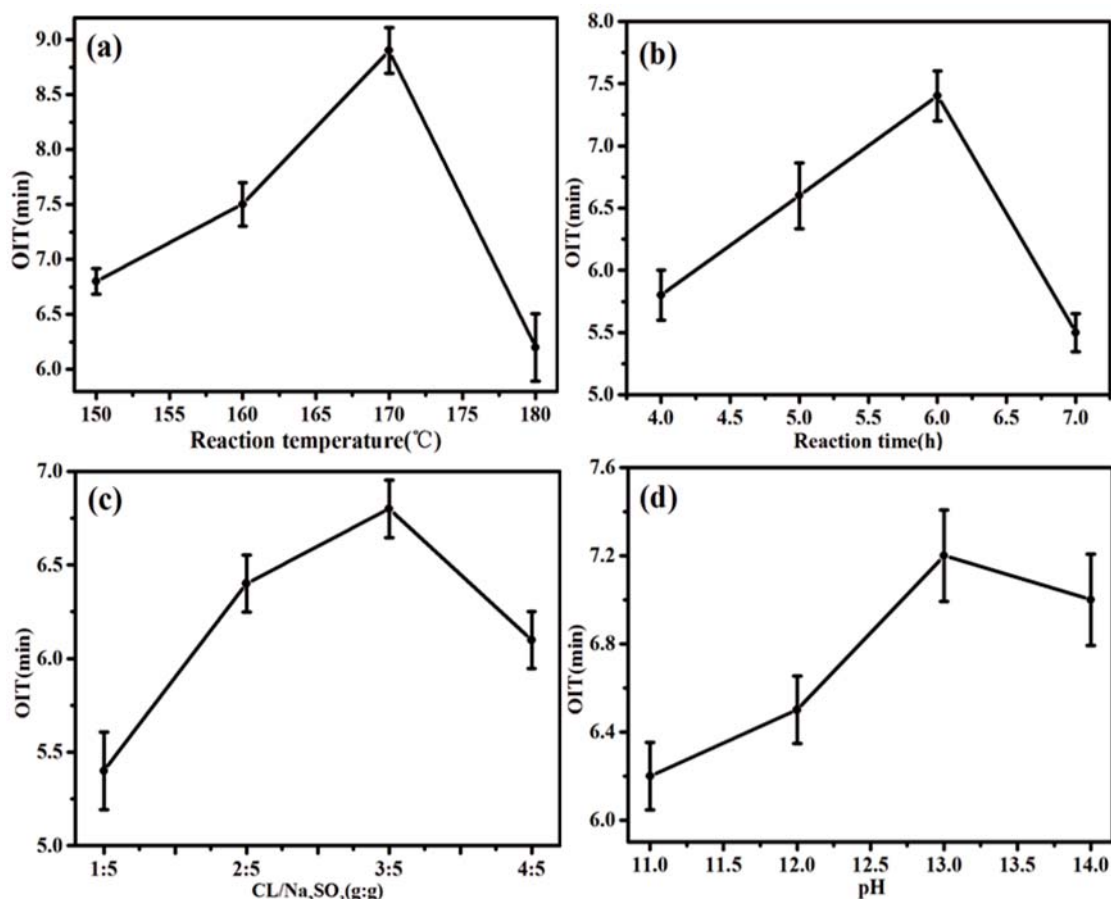 (a)
9.0
8.5
8.0
7.5
7.0
6.5
6.0
OIT(min)
150 155 160 165 170 175 180
Reaction temperature(℃)
(b)
8.0
7.5
7.0
6.5
6.0
5.5
5.0
OIT(min)
4.0 4.5 5.0 5.5 6.0 6.5 7.0
Reaction time(h)
(c)
7.0
6.5
6.0
5.5
5.0
OIT(min)
1:5 2:5 3:5 4:5
CL/Na₂SO₃(g:g)
(d)
7.6
7.2
6.8
6.4
6.0
OIT(min)
11.0 11.5 12.0 12.5 13.0 13.5 14.0
pH